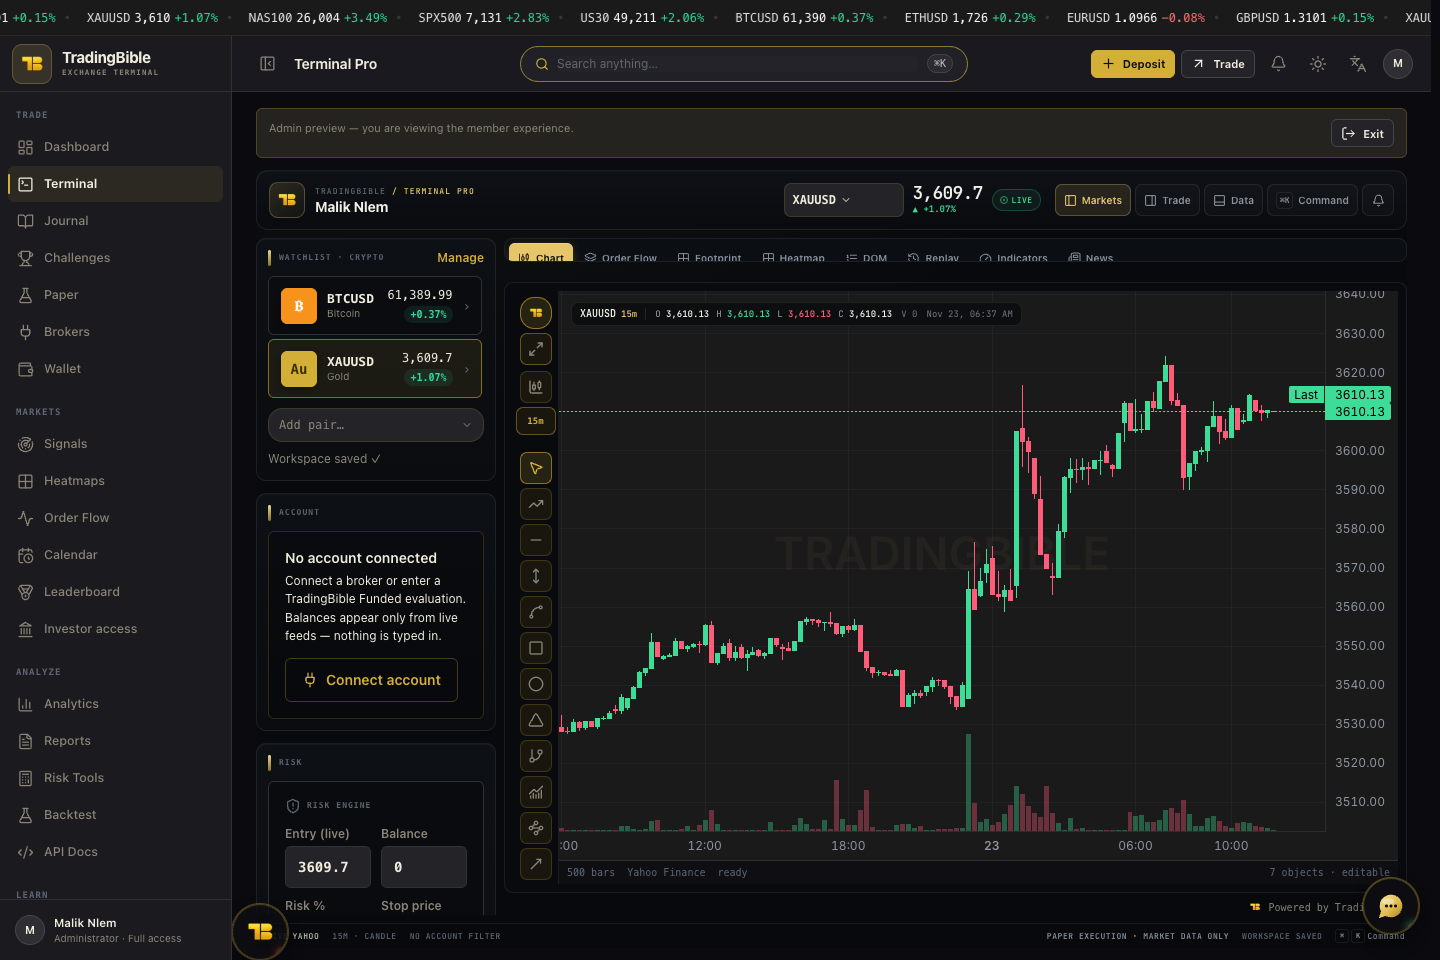 +0.15% XAUUSD 3,610 +1.07% NAS100 26,004 +3.49% SPX500 7,131 +2.83% US30 49,211 +2.06% BTCUSD 61,390 +0.37% ETHUSD 1,726 +0.29% EURUSD 1.0966 −0.08% GBPUSD 1.3101 +0.15%
TradingBible
EXCHANGE TERMINAL
Terminal Pro
Search anything...
⌘K
+ Deposit
Trade
M
TRADE
Dashboard
Terminal
Journal
Challenges
Paper
Brokers
Wallet
MARKETS
Signals
Heatmaps
Order Flow
Calendar
Leaderboard
Investor access
ANALYZE
Analytics
Reports
Risk Tools
Backtest
API Docs
LEARN
M
Malik Nlem
Administrator · Full access
Admin preview — you are viewing the member experience.
Exit
TRADINGBIBLE / TERMINAL PRO
Malik Nlem
XAUUSD
3,609.7
▲ +1.07%
LIVE
Markets
Trade
Data
⌘K Command
WATCHLIST · CRYPTO
Manage
BTCUSD 61,389.99
Bitcoin +0.37%
Au
XAUUSD 3,609.7
Gold +1.07%
Add pair…
Workspace saved ✓
ACCOUNT
No account connected
Connect a broker or enter a
TradingBible Funded evaluation.
Balances appear only from live
feeds — nothing is typed in.
Connect account
RISK
RISK ENGINE
Entry (live) Balance
3609.7 0
Risk % Stop price
Chart Order Flow Footprint Heatmap DOM Replay Indicators News
XAUUSD 15m O 3,610.13 H 3,610.13 L 3,610.13 C 3,610.13 V 0 Nov 23, 06:37 AM
15m
TRADINGBIBLE
3640.00
3630.00
3620.00
Last 3610.13
3610.13
3600.00
3590.00
3580.00
3570.00
3560.00
3550.00
3540.00
3530.00
3520.00
3510.00
:00 12:00 18:00 23 06:00 10:00
500 bars Yahoo Finance ready
7 objects · editable
Powered by Tradi
YAHOO 15M · CANDLE NO ACCOUNT FILTER
PAPER EXECUTION · MARKET DATA ONLY WORKSPACE SAVED ⌘ K Command